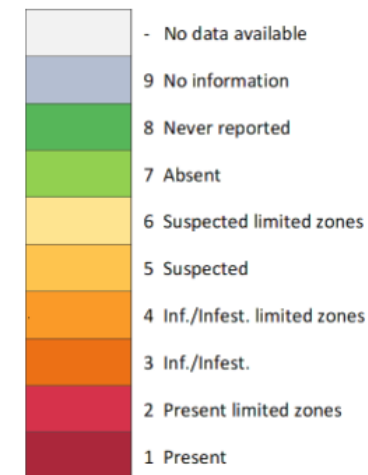 - No data available
9 No information
8 Never reported
7 Absent
6 Suspected limited zones
5 Suspected
4 Inf./Infest. limited zones
3 Inf./Infest.
2 Present limited zones
1 Present